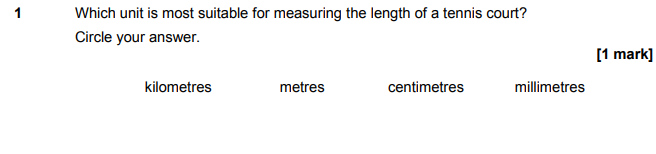 1 Which unit is most suitable for measuring the length of a tennis court?
Circle your answer.
[1 mark]
kilometres metres centimetres millimetres